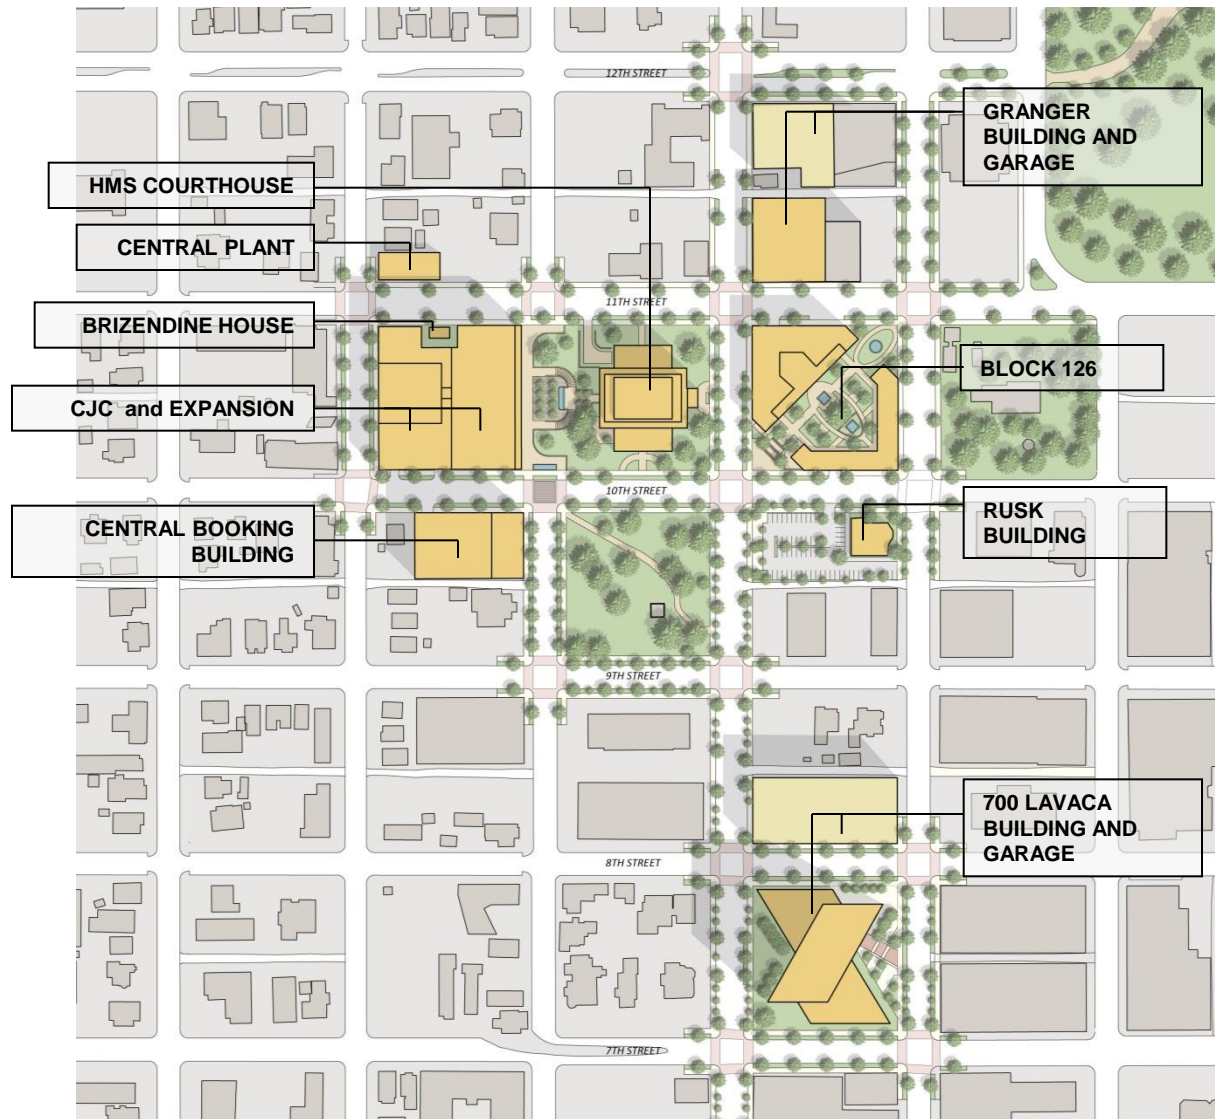 12TH STREET
GRANGER
BUILDING AND
GARAGE
HMS COURTHOUSE
CENTRAL PLANT
11TH STREET
BRIZENDINE HOUSE
BLOCK 126
CJC and EXPANSION
10TH STREET
CENTRAL BOOKING
BUILDING
RUSK
BUILDING
9TH STREET
700 LAVACA
BUILDING AND
GARAGE
8TH STREET
7TH STREET